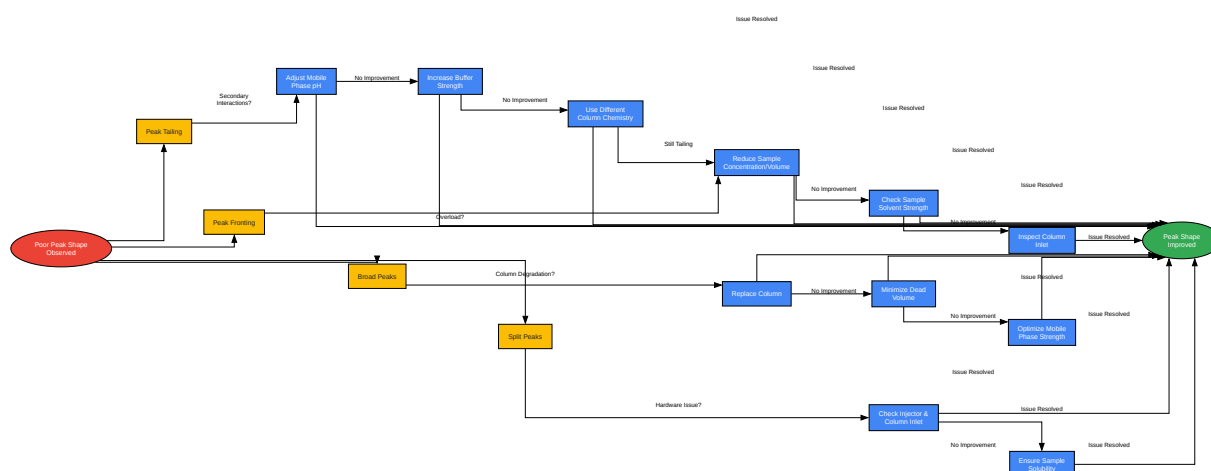 Issue Resolved
Issue Resolved
Adjust Mobile
Phase pH
No Improvement
Increase Buffer
Strength
Secondary
Interactions?
No Improvement
Use Different
Column Chemistry
Issue Resolved
Peak Tailing
Still Tailing
Issue Resolved
Reduce Sample
Concentration/Volume
No Improvement
Issue Resolved
Check Sample
Solvent Strength
Peak Fronting
Overload?
No Improvement
Inspect Column
Inlet
Issue Resolved
Peak Shape
Improved
Poor Peak Shape
Observed
Broad Peaks
Column Degradation?
Issue Resolved
Replace Column
No Improvement
Minimize Dead
Volume
No Improvement
Issue Resolved
Optimize Mobile
Phase Strength
Split Peaks
Issue Resolved
Hardware Issue?
Check Injector &
Column Inlet
Issue Resolved
No Improvement
Issue Resolved
Ensure Sample
Solubility